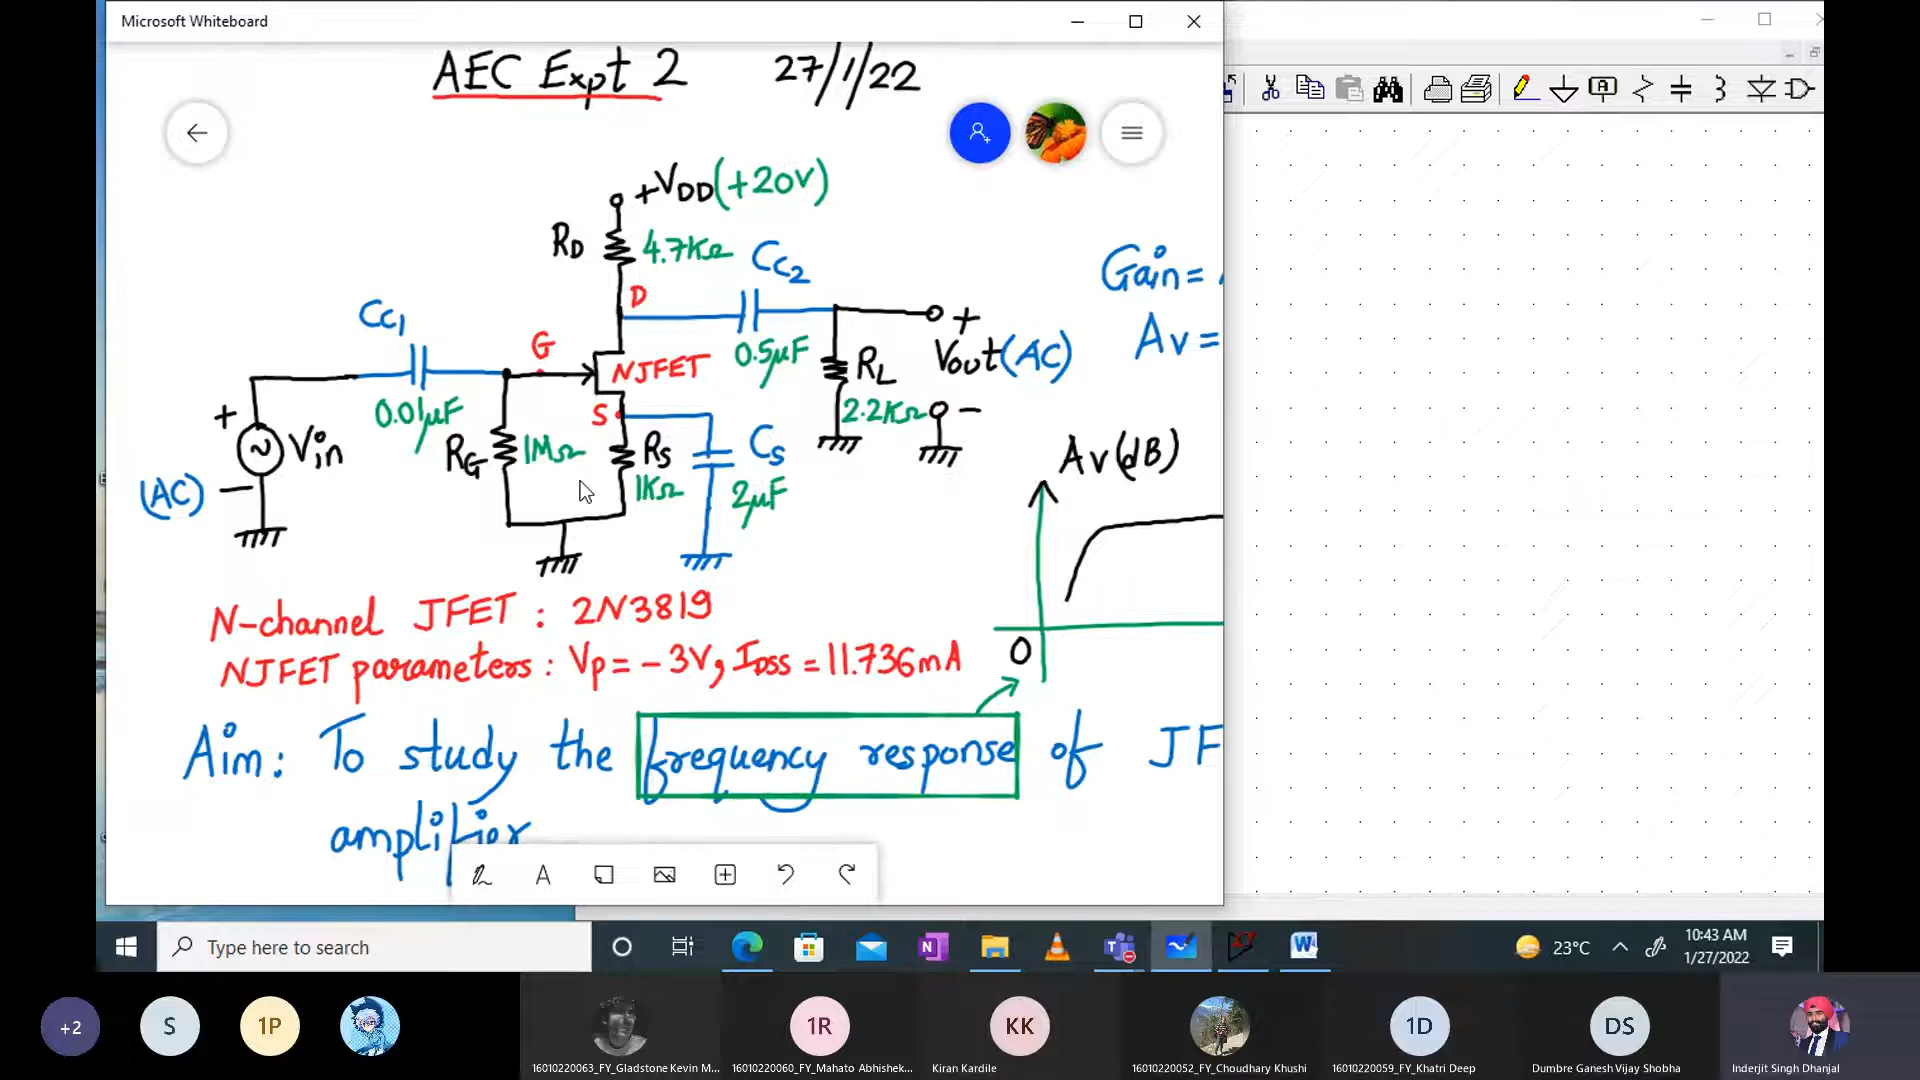 Microsoft Whiteboard
AEC Expt 2 27/1/22
+VDD(+20V)
RD 4.7KΩ
CC2
D
0.5µF
+
Vout(AC)
-
RL
2.2KΩ
CC1
0.01µF
G
NJFET
S
+
Vin
(AC) -
RG 1MΩ
RS
1KΩ
CS
2µF
Gain=
Av=
Av(dB)
0
N-channel JFET : 2N3819
NJFET parameters : Vp = -3V, IDSS = 11.736mA
Aim: To study the frequency response of JF
amplifier
Type here to search
23°C
10:43 AM
1/27/2022
+2
S
1P
1R
KK
1D
DS
16010220063_FY_Gladstone Kevin M...
16010220060_FY_Mahato Abhishek...
Kiran Kardile
16010220052_FY_Choudhary Khushi
16010220059_FY_Khatri Deep
Dumbre Ganesh Vijay Shobha
Inderjit Singh Dhanjal